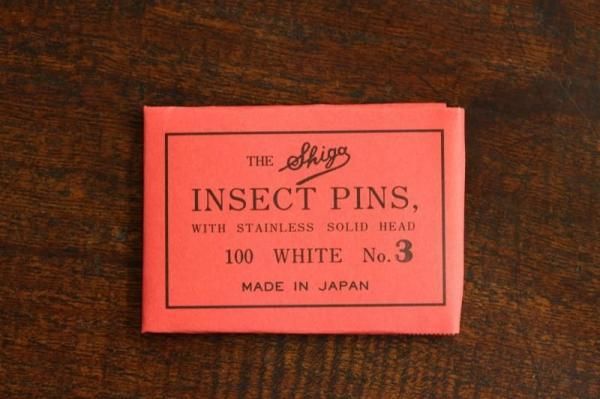 THE Shiga
INSECT PINS,
WITH STAINLESS SOLID HEAD
100 WHITE No. 3
MADE IN JAPAN